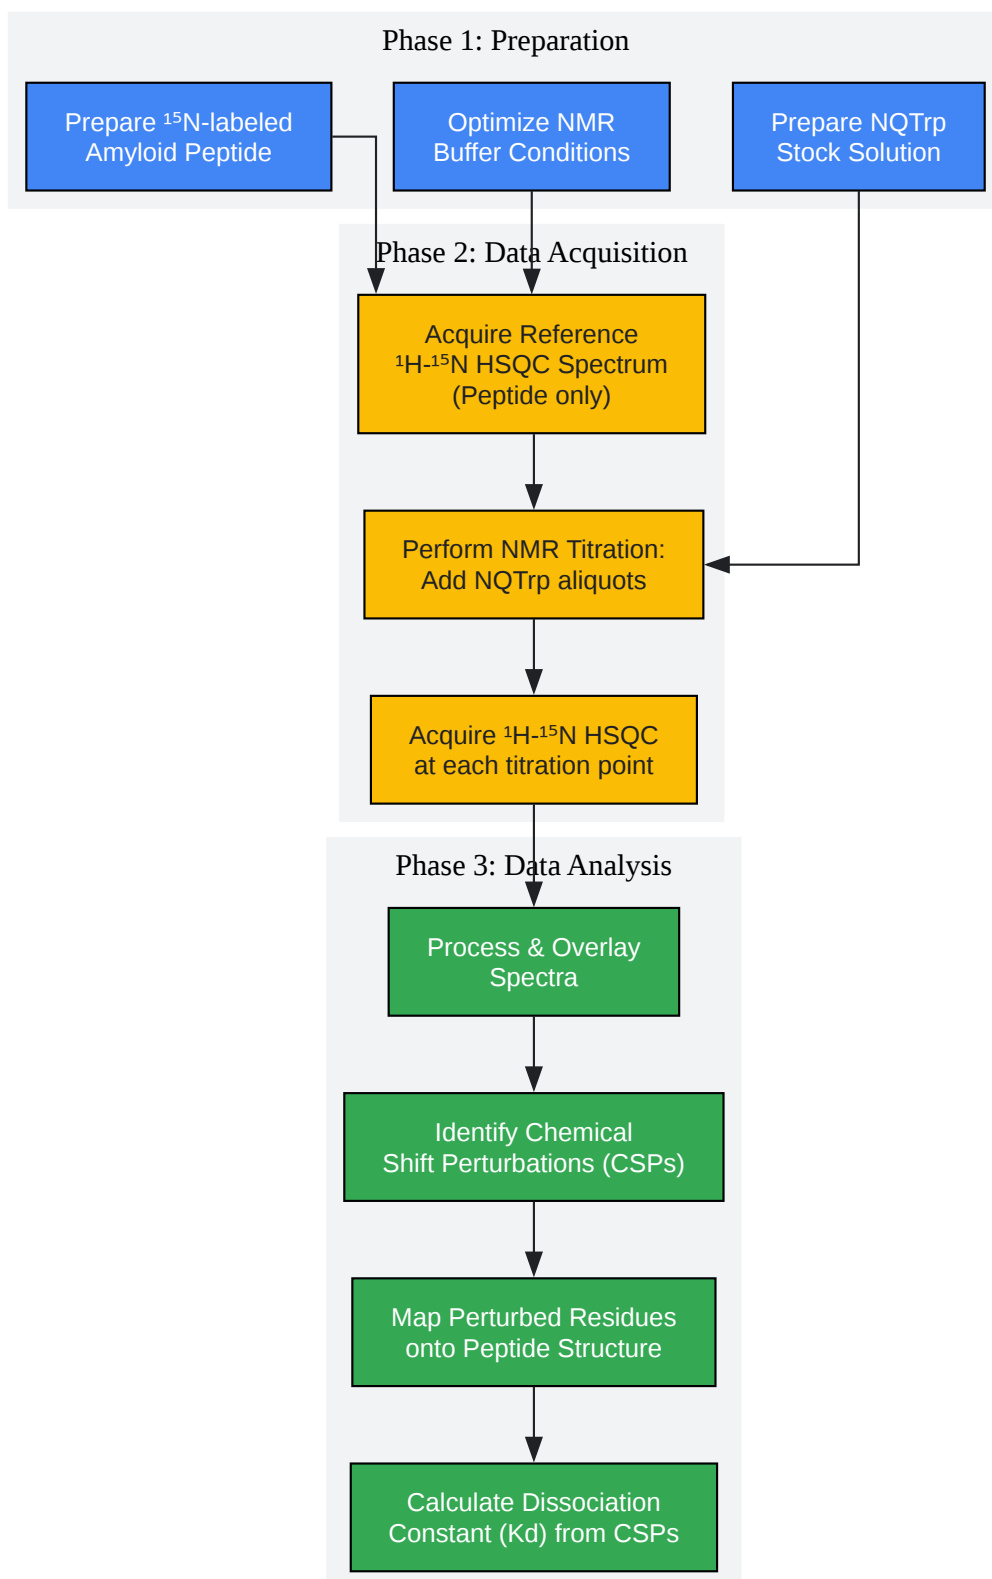 Phase 1: Preparation
Prepare ¹⁵N-labeled
Amyloid Peptide
Optimize NMR
Buffer Conditions
Prepare NQTrp
Stock Solution
Phase 2: Data Acquisition
Acquire Reference
¹H-¹⁵N HSQC Spectrum
(Peptide only)
Perform NMR Titration:
Add NQTrp aliquots
Acquire ¹H-¹⁵N HSQC
at each titration point
Phase 3: Data Analysis
Process & Overlay
Spectra
Identify Chemical
Shift Perturbations (CSPs)
Map Perturbed Residues
onto Peptide Structure
Calculate Dissociation
Constant (Kd) from CSPs